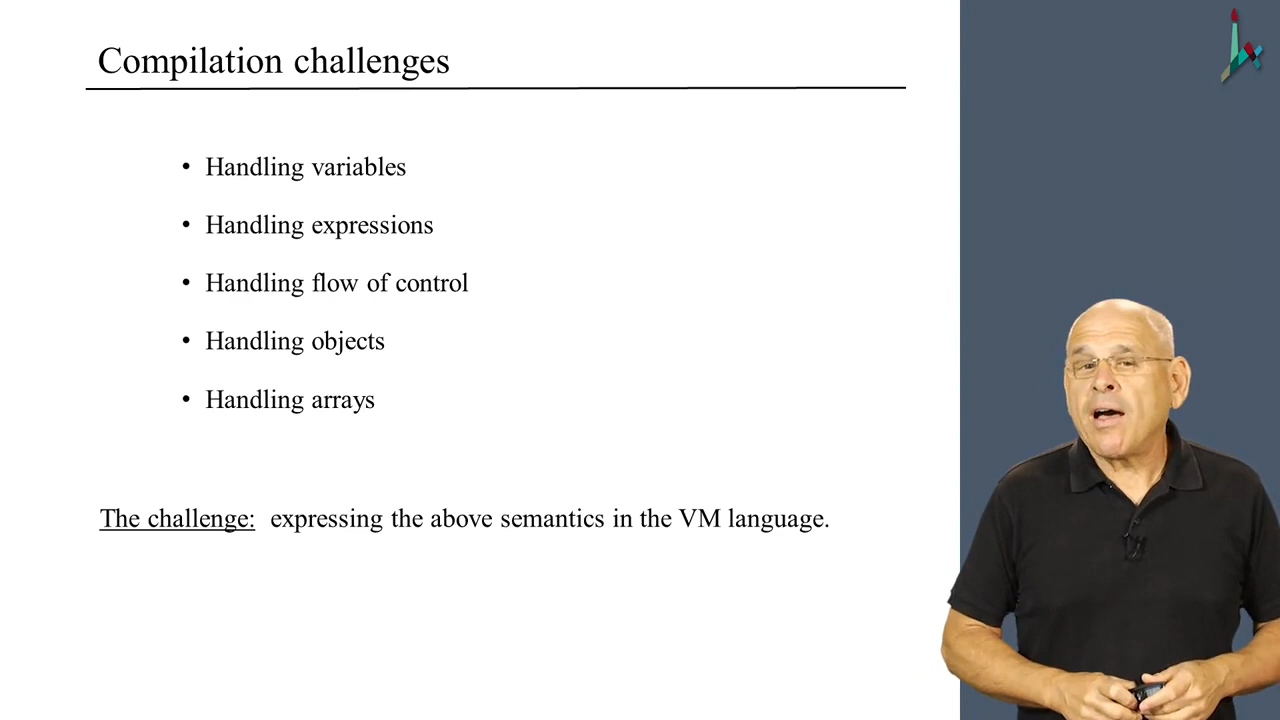 Compilation challenges
• Handling variables
• Handling expressions
• Handling flow of control
• Handling objects
• Handling arrays
The challenge: expressing the above semantics in the VM language.